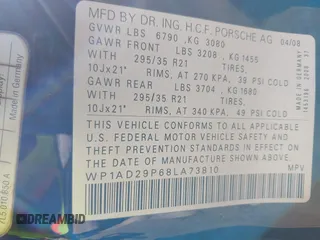 MFD BY DR. ING. H.C.F. PORSCHE AG 04/08
GVWR LBS 6790 , KG 3080
GAWR FRONT LBS 3208 , KG 1455
WITH 295/35 R21 TIRES
10Jx21" RIMS, AT 270 KPA, 39 PSI COLD
GAWR REAR LBS 3704 , KG 1680
WITH 295/35 R21 TIRES
10Jx21" RIMS, AT 340 KPA, 49 PSI COLD
THIS VEHICLE CONFORMS TO ALL APPLICABLE
U.S. FEDERAL MOTOR VEHICLE SAFETY AND
THEFT PREVENTION STANDARDS IN EFFECT ON
THE DATE OF MANUFACTURE SHOWN ABOVE.
WP1AD29P68LA73810 MPV
DREAMBID